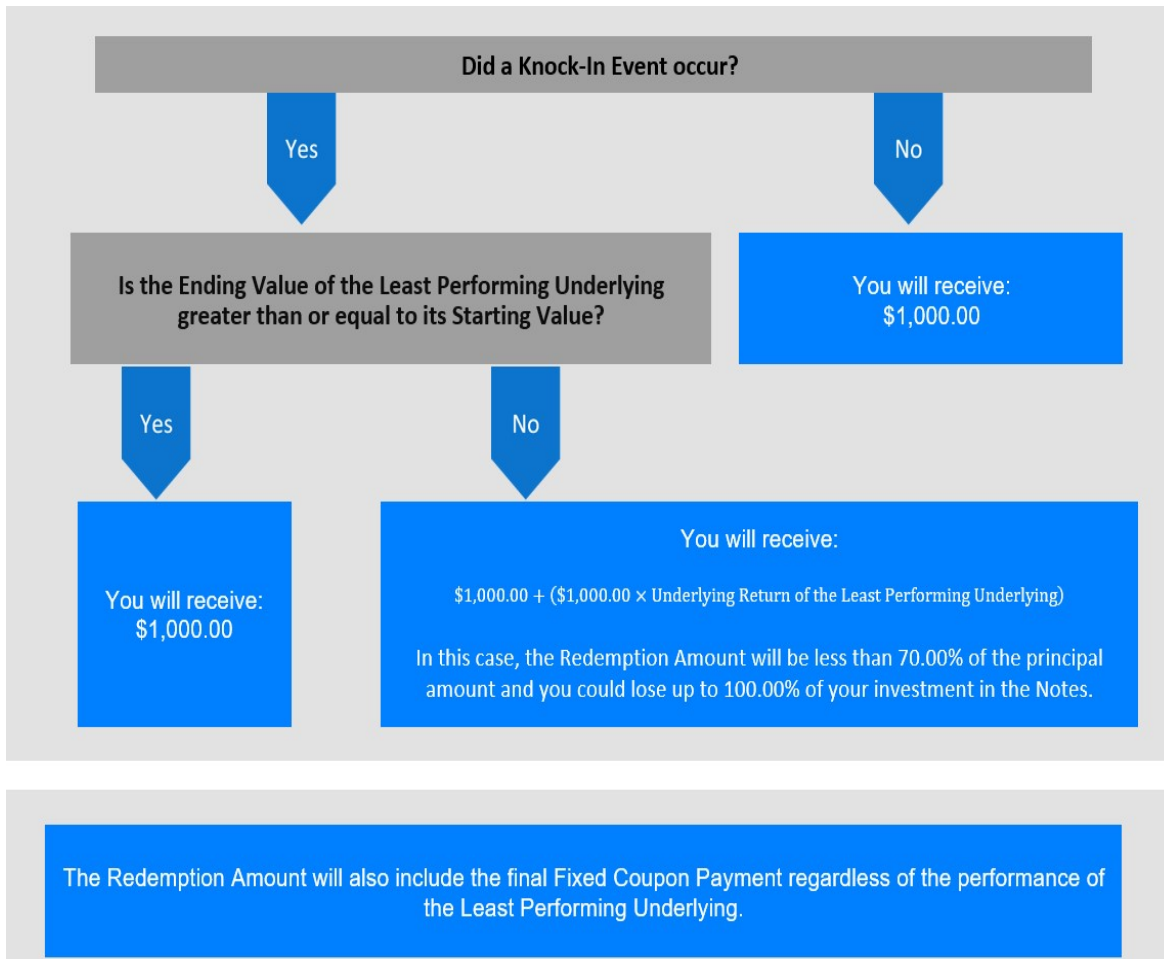 Did a Knock-In Event occur?
Yes
No
Is the Ending Value of the Least Performing Underlying
greater than or equal to its Starting Value?
You will receive:
$1,000.00
Yes
No
You will receive:
$1,000.00
You will receive:
$1,000.00 + ($1,000.00 × Underlying Return of the Least Performing Underlying)
In this case, the Redemption Amount will be less than 70.00% of the principal
amount and you could lose up to 100.00% of your investment in the Notes.
The Redemption Amount will also include the final Fixed Coupon Payment regardless of the performance of
the Least Performing Underlying.